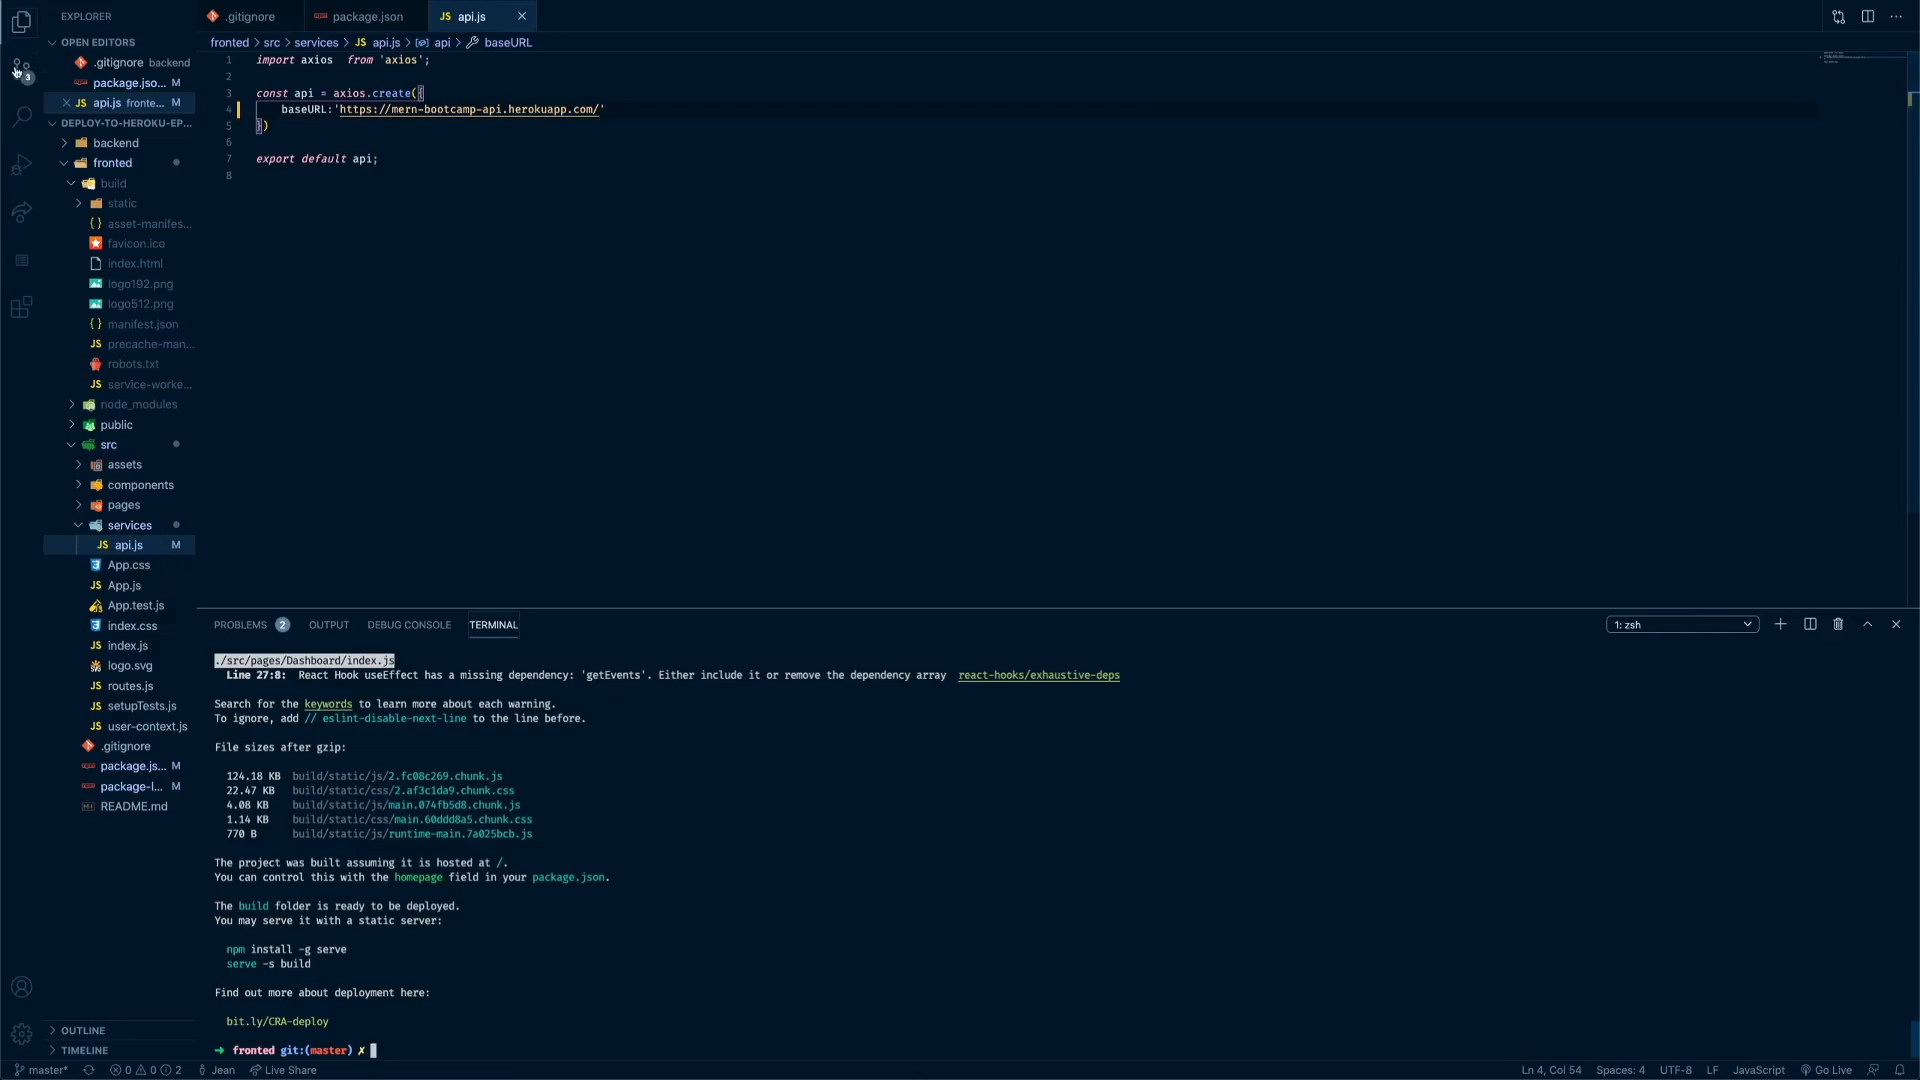 EXPLORER
.gitignore
package.json
JS api.js
OPEN EDITORS
fronted > src > services > JS api.js > api > baseURL
.gitignore backend
package.jso... M
JS api.js fronte... M
DEPLOY-TO-HEROKU-EP...
backend
fronted
build
static
{ } asset-manifes...
favicon.ico
index.html
logo192.png
logo512.png
{ } manifest.json
JS precache-man...
robots.txt
JS service-worke...
node_modules
public
src
assets
components
pages
services
JS api.js M
App.css
JS App.js
App.test.js
index.css
JS index.js
logo.svg
JS routes.js
JS setupTests.js
JS user-context.js
.gitignore
package.js... M
package-l... M
README.md
OUTLINE
TIMELINE
3
1 import axios from 'axios';
2
3 const api = axios.create({
4 baseURL:'https://mern-bootcamp-api.herokuapp.com/'
5 })
6
7 export default api;
8
PROBLEMS 2 OUTPUT DEBUG CONSOLE TERMINAL 1: zsh
./src/pages/Dashboard/index.js
Line 27:8: React Hook useEffect has a missing dependency: 'getEvents'. Either include it or remove the dependency array react-hooks/exhaustive-deps
Search for the keywords to learn more about each warning.
To ignore, add // eslint-disable-next-line to the line before.
File sizes after gzip:
124.18 KB build/static/js/2.fc08c269.chunk.js
22.47 KB build/static/css/2.af3c1da9.chunk.css
4.08 KB build/static/js/main.074fb5d8.chunk.js
1.14 KB build/static/css/main.60ddd8a5.chunk.css
770 B build/static/js/runtime-main.7a025bcb.js
The project was built assuming it is hosted at /.
You can control this with the homepage field in your package.json.
The build folder is ready to be deployed.
You may serve it with a static server:
npm install -g serve
serve -s build
Find out more about deployment here:
bit.ly/CRA-deploy
➜ fronted git:(master) ✗
master* 0 0 2 Jean Live Share Ln 4, Col 54 Spaces: 4 UTF-8 LF JavaScript Go Live